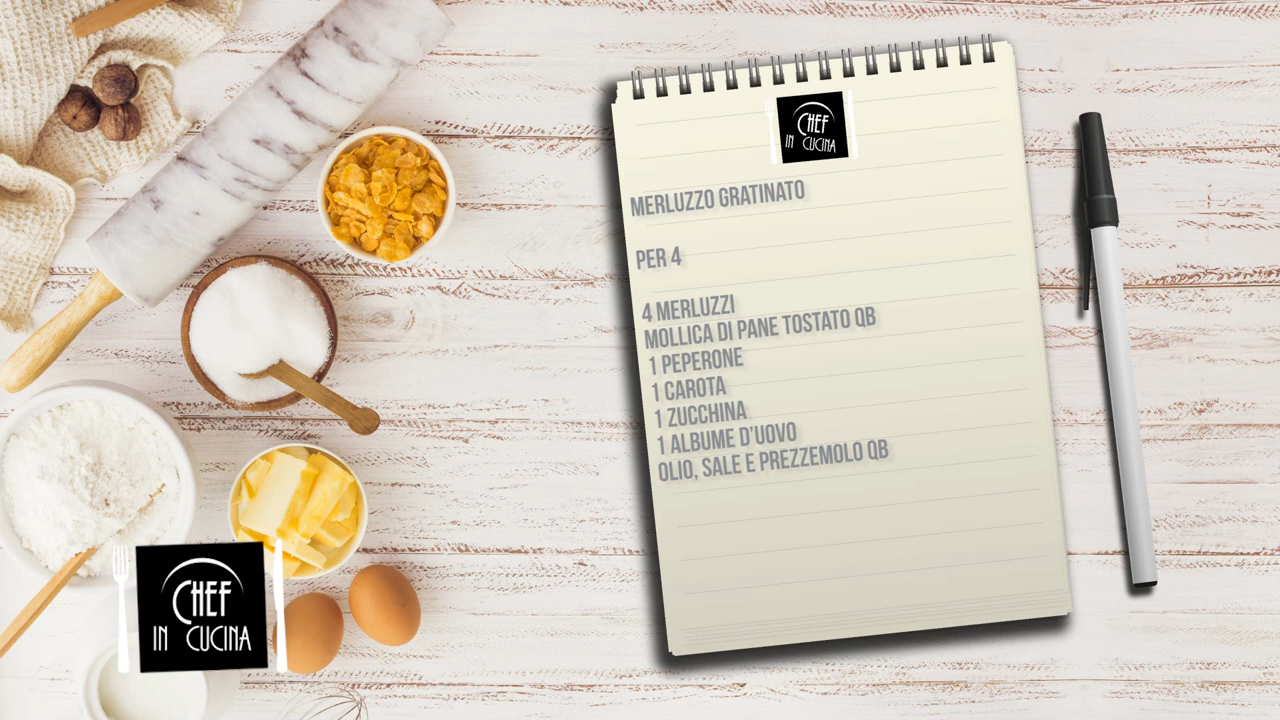 CHEF
IN CUCINA
MERLUZZO GRATINATO
PER 4
4 MERLUZZI
MOLLICA DI PANE TOSTATO QB
1 PEPERONE
1 CAROTA
1 ZUCCHINA
1 ALBUME D'UOVO
OLIO, SALE E PREZZEMOLO QB
CHEF
IN CUCINA